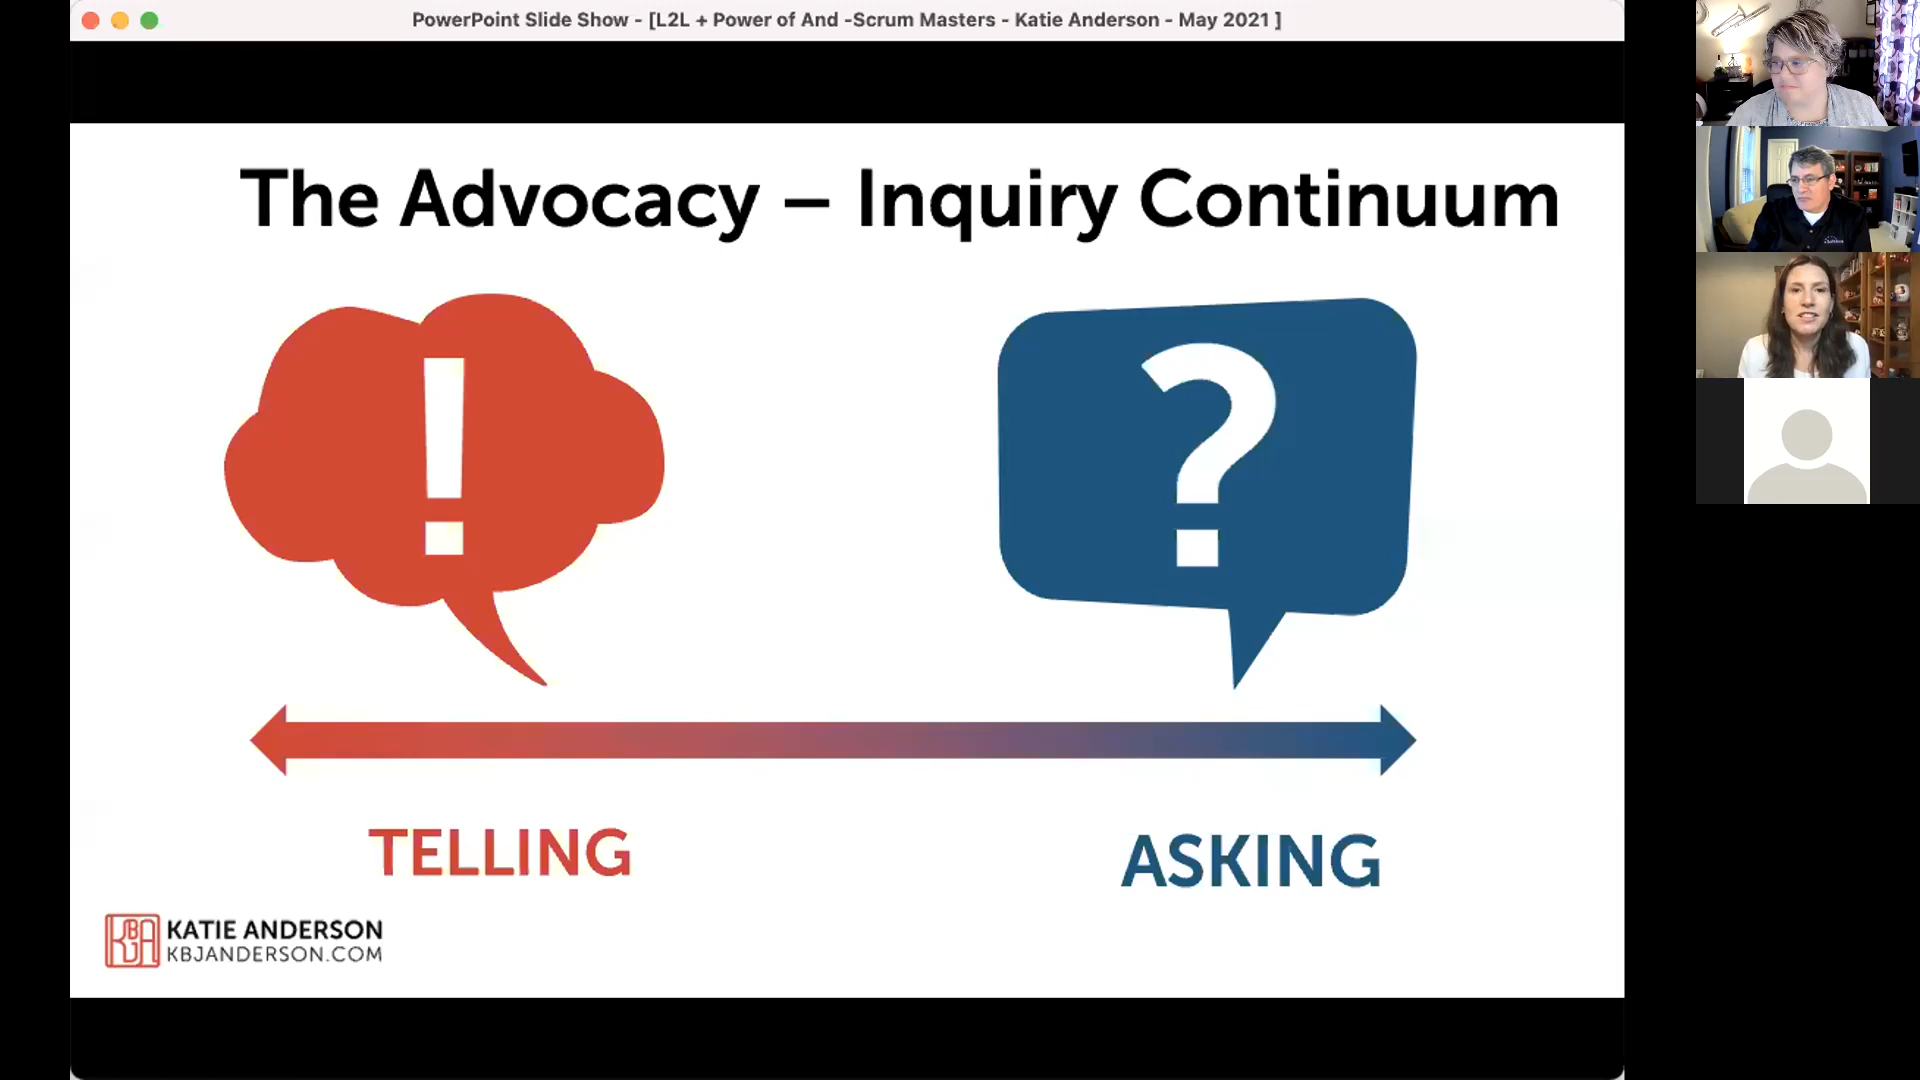 PowerPoint Slide Show - [L2L + Power of And -Scrum Masters - Katie Anderson - May 2021 ]
The Advocacy – Inquiry Continuum
!
?
TELLING
ASKING
KBJA
KATIE ANDERSON
KBJANDERSON.COM